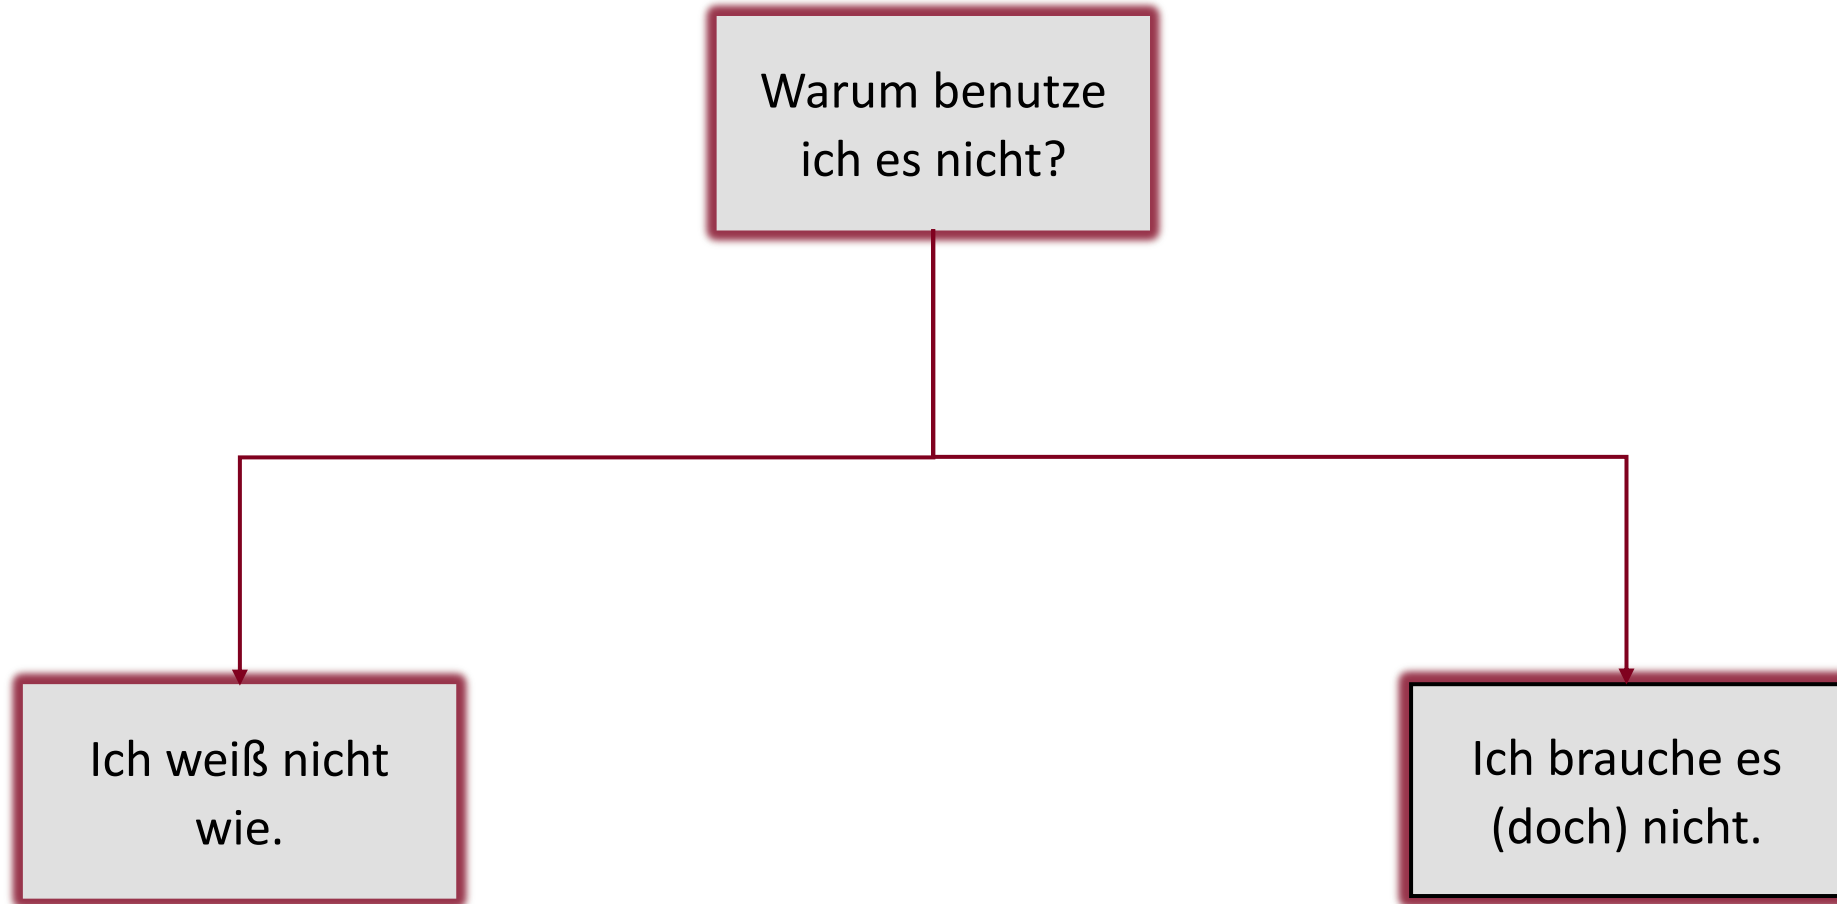 Warum benutze
ich es nicht?
Ich weiß nicht
wie.
Ich brauche es
(doch) nicht.